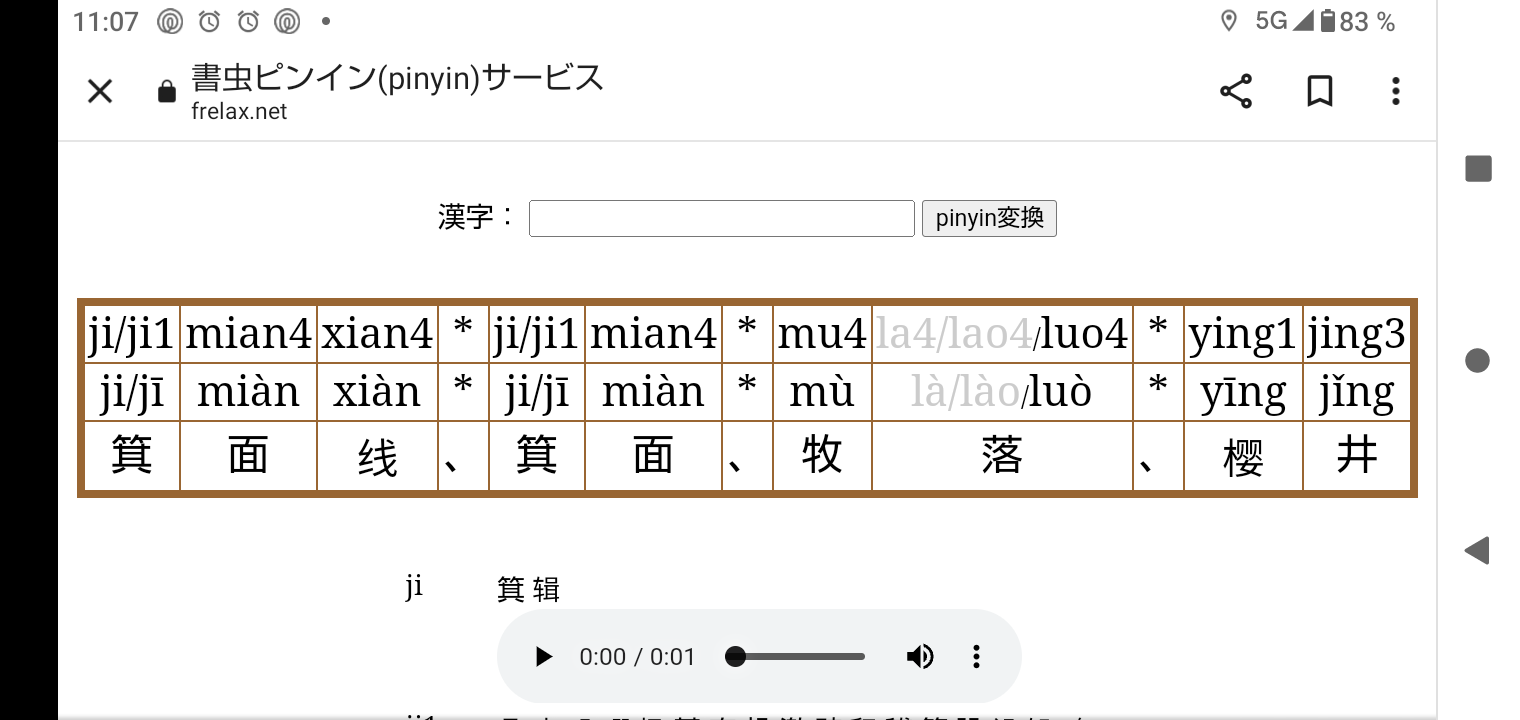 11:07 5G 83 %
書虫ピンイン(pinyin)サービス
frelax.net
漢字： pinyin変換
ji/ji1 mian4 xian4 * ji/ji1 mian4 * mu4 la4/lao4/luo4 * ying1 jing3
ji/jī miàn xiàn * ji/jī miàn * mù là/lào/luò * yīng jǐng
箕 面 线 、 箕 面 、 牧 落 、 樱 井
ji 箕 辑
0:00 / 0:01